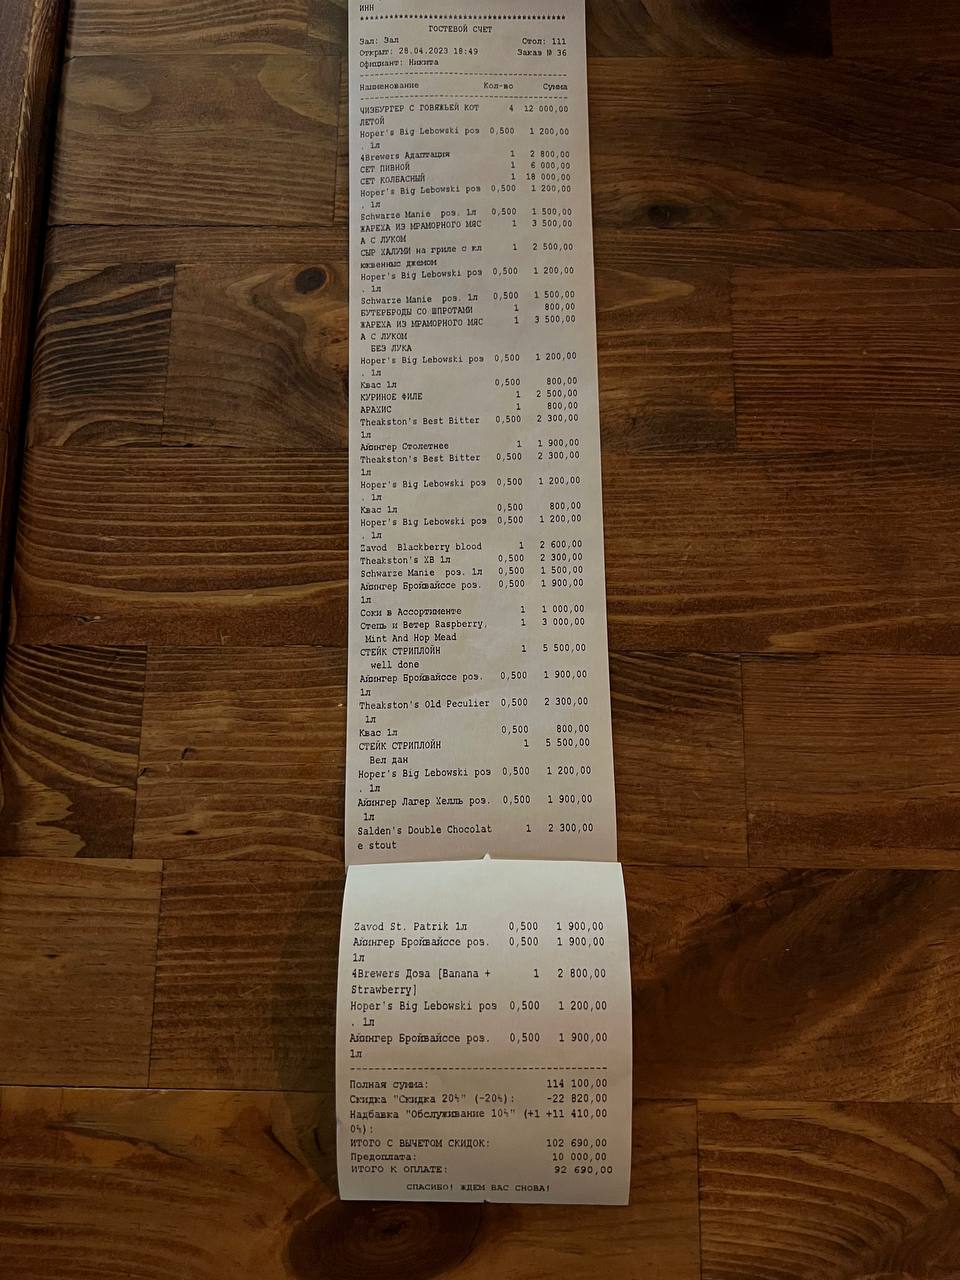 ИНН
****************************************
ГОСТЕВОЙ СЧЕТ
Зал: Зал Стол: 111
Открыт: 28.04.2023 18:49 Заказ № 36
Официант: Никита
Наименование Кол-во Сумма
ЧИЗБУРГЕР С ГОВЯЖЬЕЙ КОТ 4 12 000,00
ЛЕТОЙ
Hoper's Big Lebowski роз 0,500 1 200,00
. 1л
4Brewers Адаптация 1 2 800,00
СЕТ ПИВНОЙ 1 6 000,00
СЕТ КОЛБАСНЫЙ 1 18 000,00
Hoper's Big Lebowski роз 0,500 1 200,00
. 1л
Schwarze Manie роз. 1л 0,500 1 500,00
ЖАРЕХА ИЗ МРАМОРНОГО МЯС 1 3 500,00
А С ЛУКОМ
СЫР ХАЛУМИ на гриле с кл 1 2 500,00
юквенныс джемом
Hoper's Big Lebowski роз 0,500 1 200,00
. 1л
Schwarze Manie роз. 1л 0,500 1 500,00
БУТЕРБРОДЫ СО ШПРОТАМИ 1 800,00
ЖАРЕХА ИЗ МРАМОРНОГО МЯС 1 3 500,00
А С ЛУКОМ
БЕЗ ЛУКА
Hoper's Big Lebowski роз 0,500 1 200,00
. 1л
Квас 1л 0,500 800,00
КУРИНОЕ ФИЛЕ 1 2 500,00
АРАХИС 1 800,00
Theakston's Best Bitter 0,500 2 300,00
1л
Айингер Столетнее 1 1 900,00
Theakston's Best Bitter 0,500 2 300,00
1л
Hoper's Big Lebowski роз 0,500 1 200,00
. 1л
Квас 1л 0,500 800,00
Hoper's Big Lebowski роз 0,500 1 200,00
. 1л
Zavod Blackberry blood 1 2 600,00
Theakston's XB 1л 0,500 2 300,00
Schwarze Manie роз. 1л 0,500 1 500,00
Айингер Бройвайссе роз. 0,500 1 900,00
1л
Соки в Ассортименте 1 1 000,00
Степь и Ветер Raspberry, 1 3 000,00
Mint And Hop Mead
СТЕЙК СТРИПЛОЙН 1 5 500,00
well done
Айингер Бройвайссе роз. 0,500 1 900,00
1л
Theakston's Old Peculier 0,500 2 300,00
1л
Квас 1л 0,500 800,00
СТЕЙК СТРИПЛОЙН 1 5 500,00
Вел дан
Hoper's Big Lebowski роз 0,500 1 200,00
. 1л
Айингер Лагер Хелль роз. 0,500 1 900,00
1л
Salden's Double Chocolat 1 2 300,00
e stout
Zavod St. Patrik 1л 0,500 1 900,00
Айингер Бройвайссе роз. 0,500 1 900,00
1л
4Brewers Доза [Banana + 1 2 800,00
Strawberry]
Hoper's Big Lebowski роз 0,500 1 200,00
. 1л
Айингер Бройвайссе роз. 0,500 1 900,00
1л
Полная сумма: 114 100,00
Скидка "Скидка 20%" (-20%): -22 820,00
Надбавка "Обслуживание 10%" (+1 +11 410,00
0%):
ИТОГО С ВЫЧЕТОМ СКИДОК: 102 690,00
Предоплата: 10 000,00
ИТОГО К ОПЛАТЕ: 92 690,00
СПАСИБО! ЖДЕМ ВАС СНОВА!